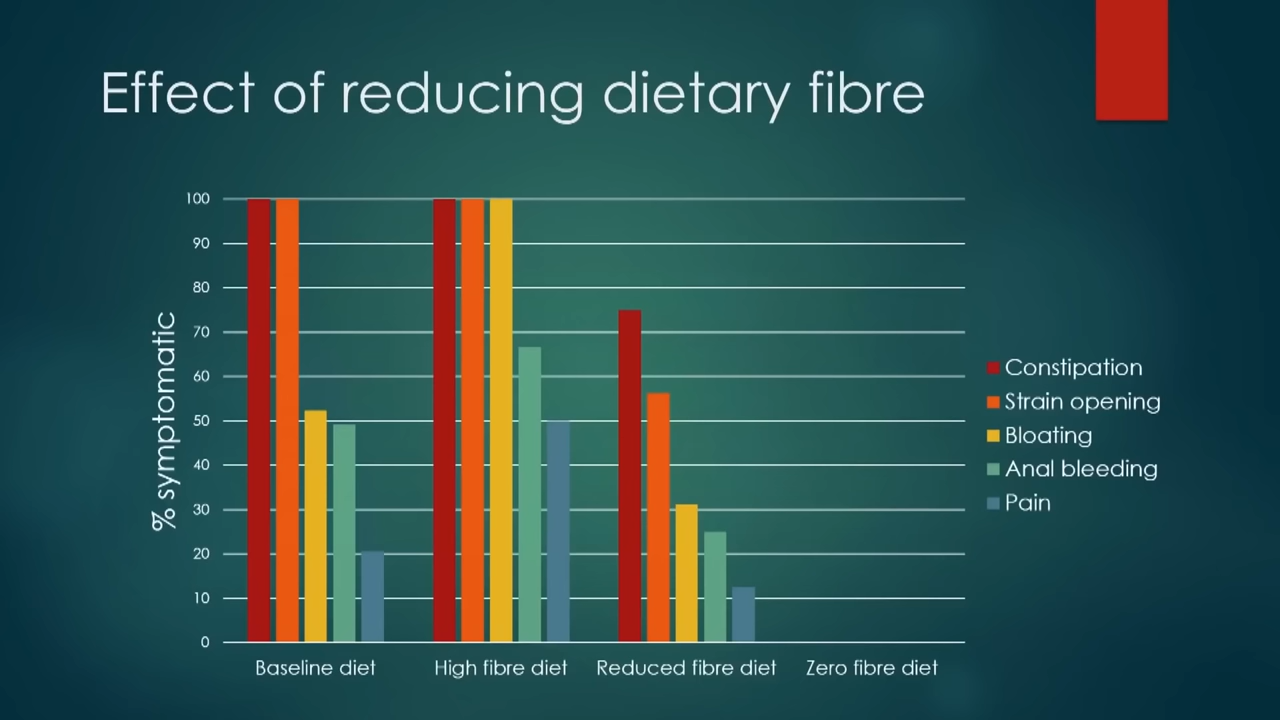 Effect of reducing dietary fibre
% symptomatic
100
90
80
70
60
50
40
30
20
10
0
Baseline diet
High fibre diet
Reduced fibre diet
Zero fibre diet
Constipation
Strain opening
Bloating
Anal bleeding
Pain